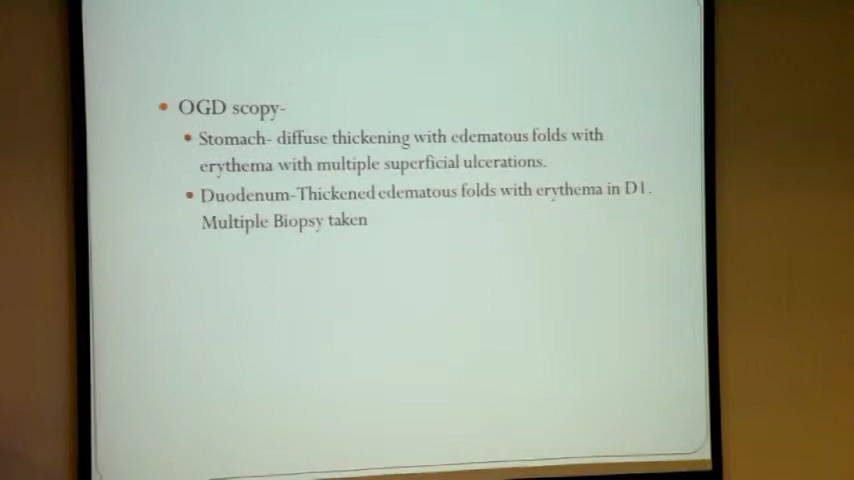 OGD scopy-
Stomach- diffuse thickening with edematous folds with
erythema with multiple superficial ulcerations.
Duodenum-Thickened edematous folds with erythema in D1.
Multiple Biopsy taken